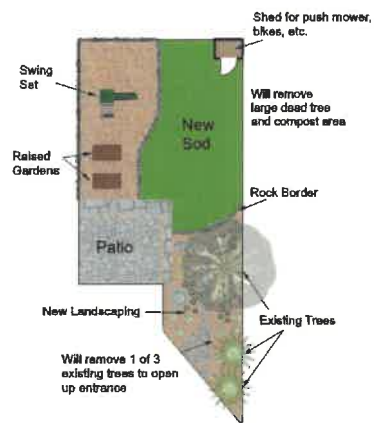 Shed for push mower,
bikes, etc.
Swing
Set
Will remove
large dead tree
and compost area
New
Sod
Raised
Gardens
Rock Border
Patio
New Landscaping
Existing Trees
Will remove 1 of 3
existing trees to open
up entrance